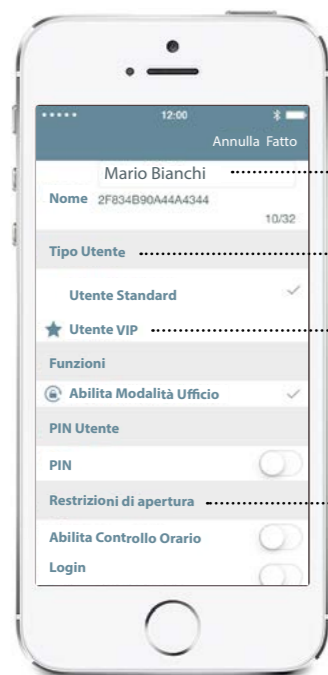 12:00
Annulla Fatto
Mario Bianchi
Nome 2F834B90A44A4344
10/32
Tipo Utente
Utente Standard
Utente VIP
Funzioni
Abilita Modalità Ufficio
PIN Utente
PIN
Restrizioni di apertura
Abilita Controllo Orario
Login